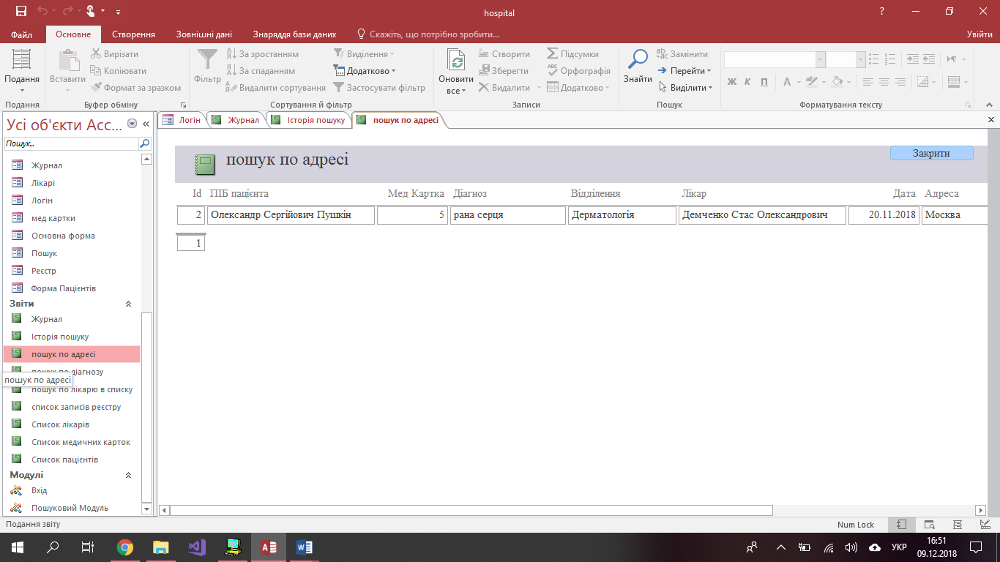 hospital
Файл Основне Створення Зовнішні дані Знаряддя бази даних Скажіть, що потрібно зробити... Увійти
Подання
Вставити
Вирізати
Копіювати
Формат за зразком
Фільтр
За зростанням
За спаданням
Видалити сортування
Виділення
Додатково
Застосувати фільтр
Оновити все
Створити
Зберегти
Видалити
Підсумки
Орфографія
Додатково
Знайти
Замінити
Перейти
Виділити
Ж К П А
Подання Буфер обміну Сортування й фільтр Записи Пошук Форматування тексту
Усі об'єкти Acc...
Пошук...
Журнал
Лікарі
Логін
мед картки
Основна форма
Пошук
Реєстр
Форма Пацієнтів
Звіти
Журнал
Історія пошуку
пошук по адресі
пошук по діагнозу
пошук по адресі
пошук по лікарю в списку
список записів реєстру
Список лікарів
Список медичних карток
Список пацієнтів
Модулі
Вхід
Пошуковий Модуль
Логін Журнал Історія пошуку пошук по адресі
пошук по адресі
Закрити
Id ПІБ пацієнта Мед Картка Діагноз Відділення Лікар Дата Адреса
2 Олександр Сергійович Пушкін 5 рана серця Дерматологія Демченко Стас Олександрович 20.11.2018 Москва
1
Подання звіту Num Lock
УКР
16:51
09.12.2018